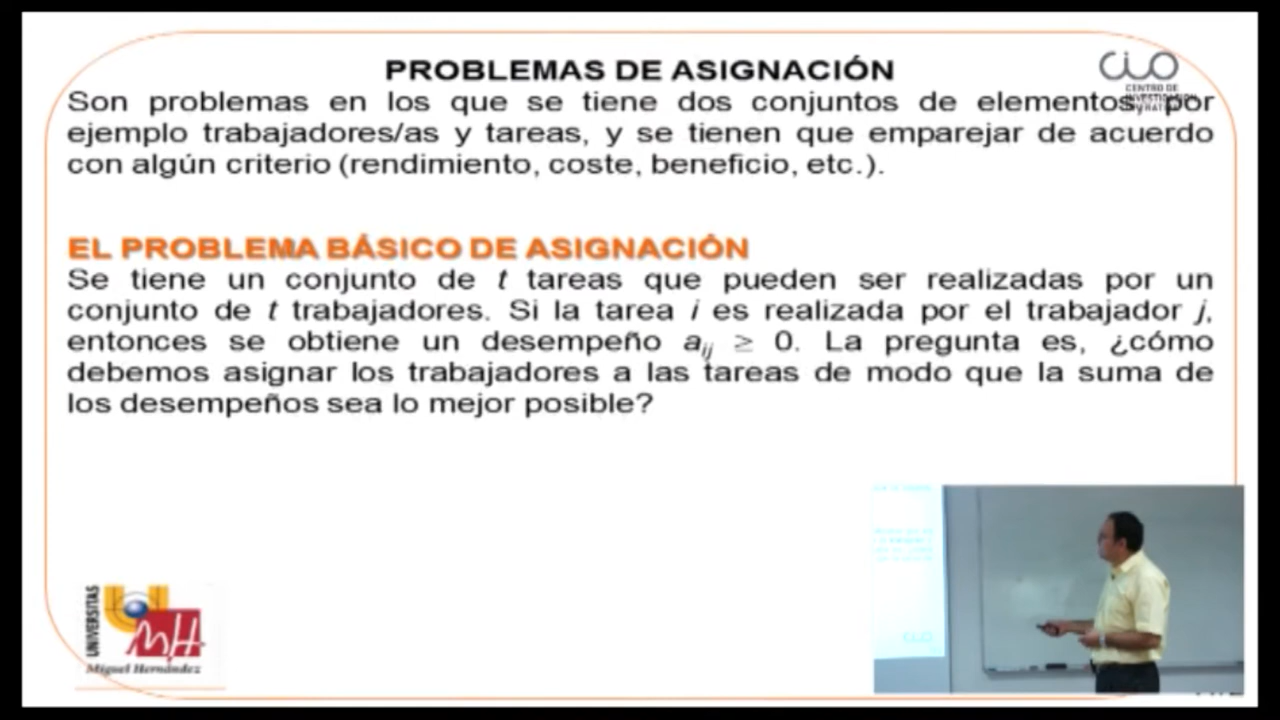 PROBLEMAS DE ASIGNACIÓN
CIO
Son problemas en los que se tiene dos conjuntos de elementos, por
CENTRO DE
INVESTIGACIÓN
ejemplo trabajadores/as y tareas, y se tienen que emparejar de acuerdo
con algún criterio (rendimiento, coste, beneficio, etc.).
EL PROBLEMA BÁSICO DE ASIGNACIÓN
Se tiene un conjunto de t tareas que pueden ser realizadas por un
conjunto de t trabajadores. Si la tarea i es realizada por el trabajador j,
entonces se obtiene un desempeño aij ≥ 0. La pregunta es, ¿cómo
debemos asignar los trabajadores a las tareas de modo que la suma de
los desempeños sea lo mejor posible?
UNIVERSITAS
Miguel Hernández